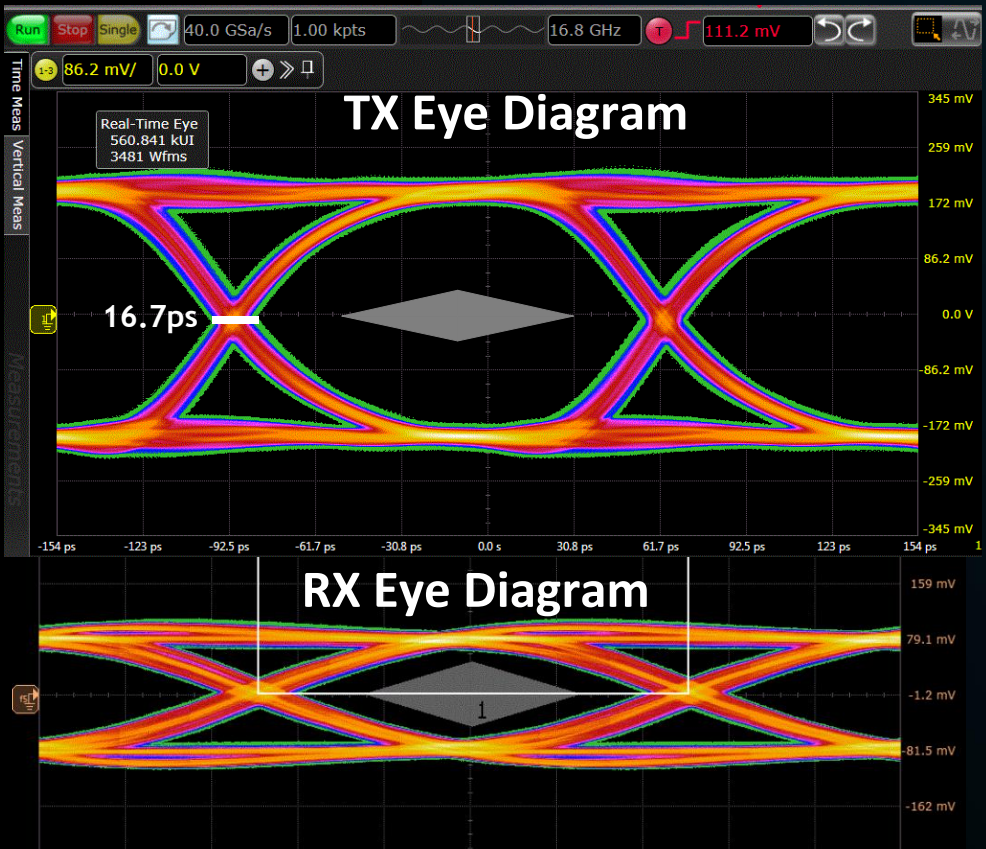 Run Stop Single 40.0 GSa/s 1.00 kpts 16.8 GHz T 111.2 mV
1-3 86.2 mV/ 0.0 V
Time Meas
Vertical Meas
Measurements
TX Eye Diagram
Real-Time Eye
560.841 kUI
3481 Wfms
345 mV
259 mV
172 mV
86.2 mV
0.0 V
-86.2 mV
-172 mV
-259 mV
-345 mV
16.7ps
-154 ps -123 ps -92.5 ps -61.7 ps -30.8 ps 0.0 s 30.8 ps 61.7 ps 92.5 ps 123 ps 154 ps 1
RX Eye Diagram
159 mV
79.1 mV
-1.2 mV
-81.5 mV
-162 mV
1